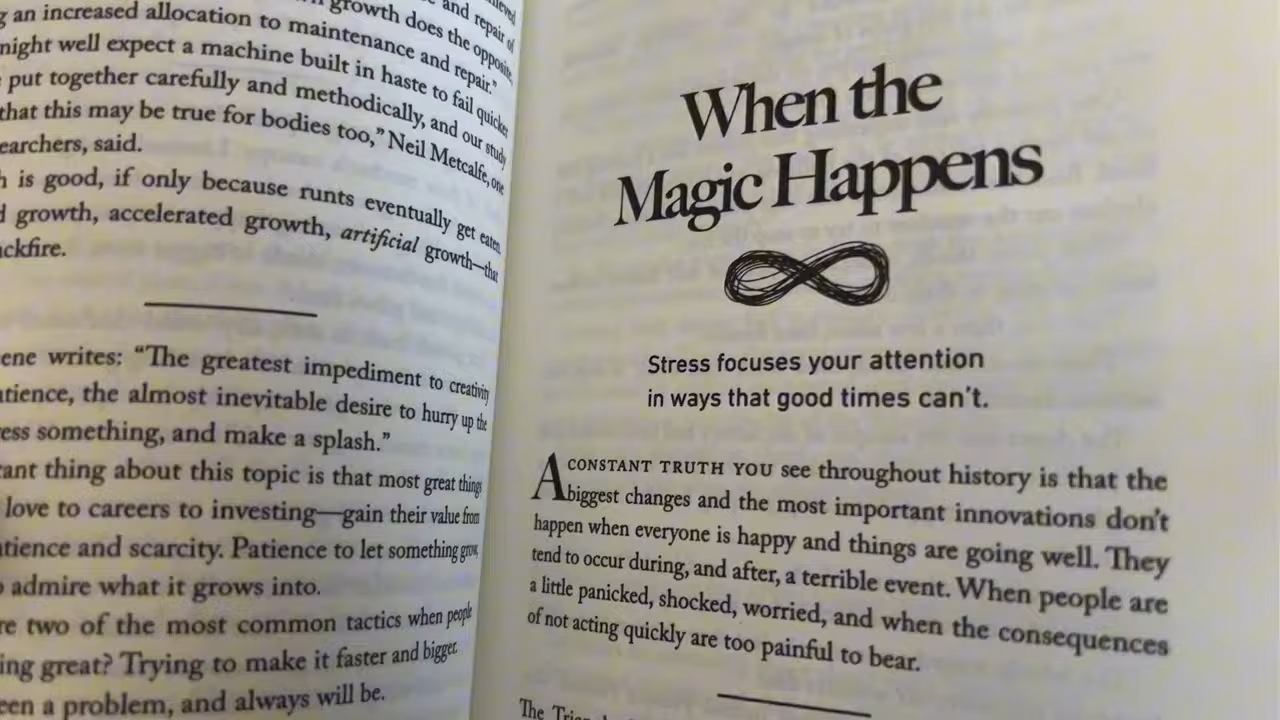 and repair of
growth does the opposite,
an increased allocation to maintenance and repair."
might well expect a machine built in haste to fail quicker
put together carefully and methodically, and our study
that this may be true for bodies too," Neil Metcalfe, one
earchers, said.
is good, if only because runts eventually get eaten.
growth, accelerated growth, artificial growth—that
ckfire.
ene writes: "The greatest impediment to creativity
tience, the almost inevitable desire to hurry up the
ess something, and make a splash."
ant thing about this topic is that most great things
love to careers to investing—gain their value from
tience and scarcity. Patience to let something grow,
admire what it grows into.
re two of the most common tactics when people
ing great? Trying to make it faster and bigger.
een a problem, and always will be.
When the
Magic Happens
Stress focuses your attention
in ways that good times can't.
A CONSTANT TRUTH YOU see throughout history is that the
biggest changes and the most important innovations don't
happen when everyone is happy and things are going well. They
tend to occur during, and after, a terrible event. When people are
a little panicked, shocked, worried, and when the consequences
of not acting quickly are too painful to bear.
The